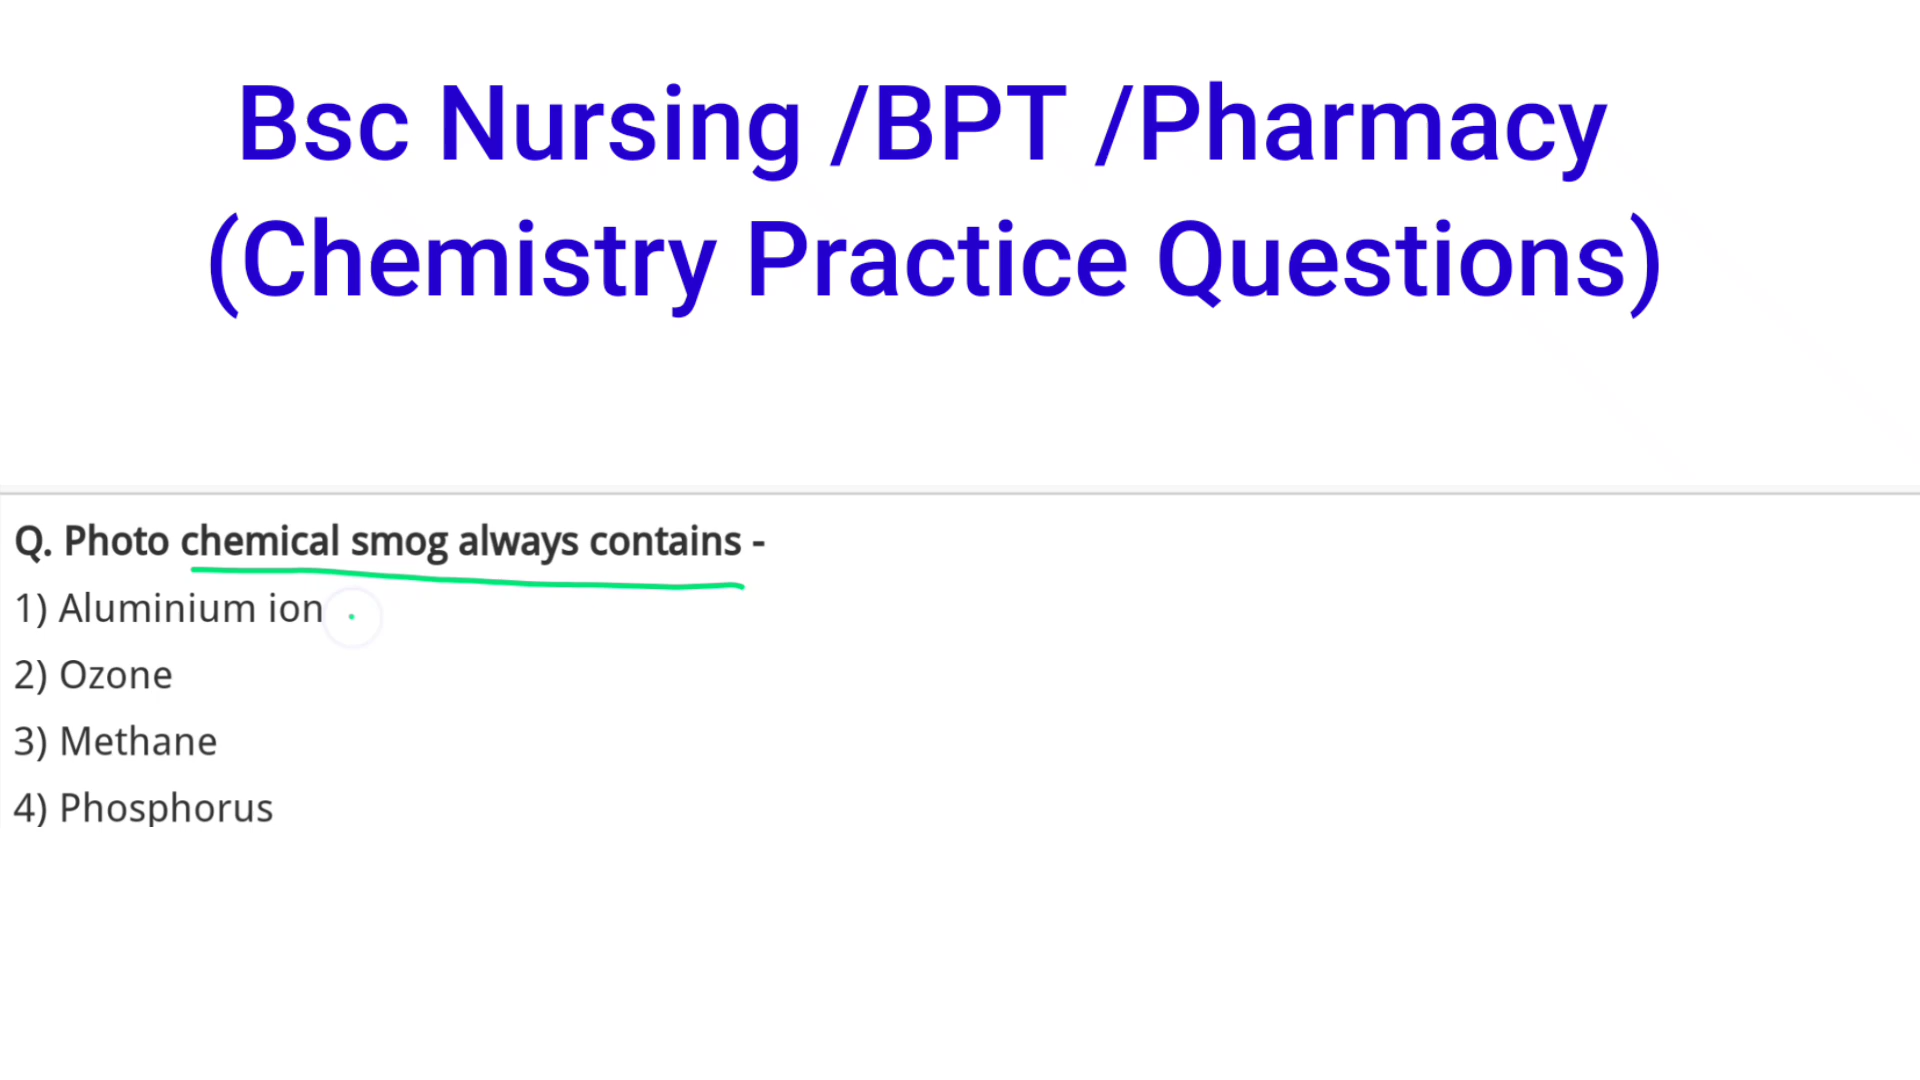 Bsc Nursing /BPT /Pharmacy
(Chemistry Practice Questions)
Q. Photo chemical smog always contains -
1) Aluminium ion
2) Ozone
3) Methane
4) Phosphorus